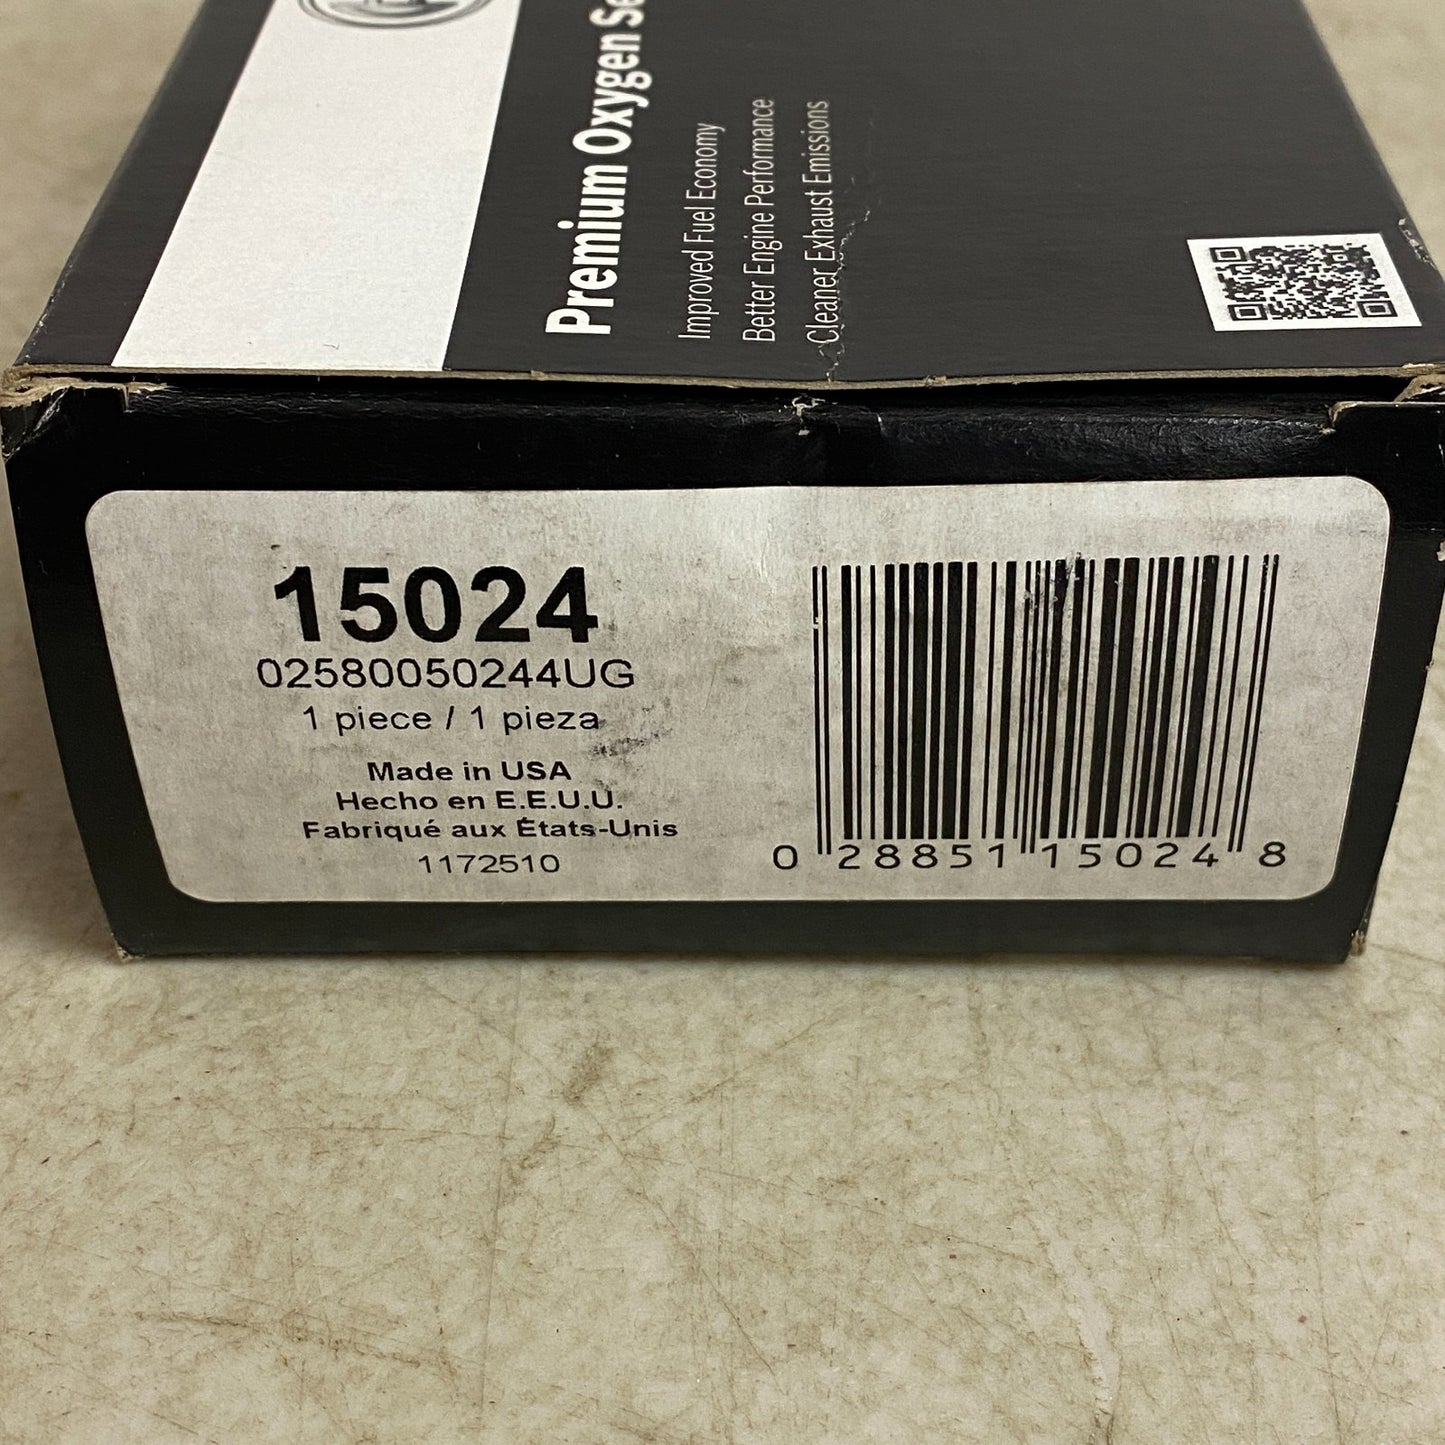 Premium Oxygen
Improved Fuel Economy
Better Engine Performance
Cleaner Exhaust Emissions
15024
02580050244UG
1 piece / 1 pieza
Made in USA
Hecho en E.E.U.U.
Fabriqué aux États-Unis
1172510
0 28851 15024 8